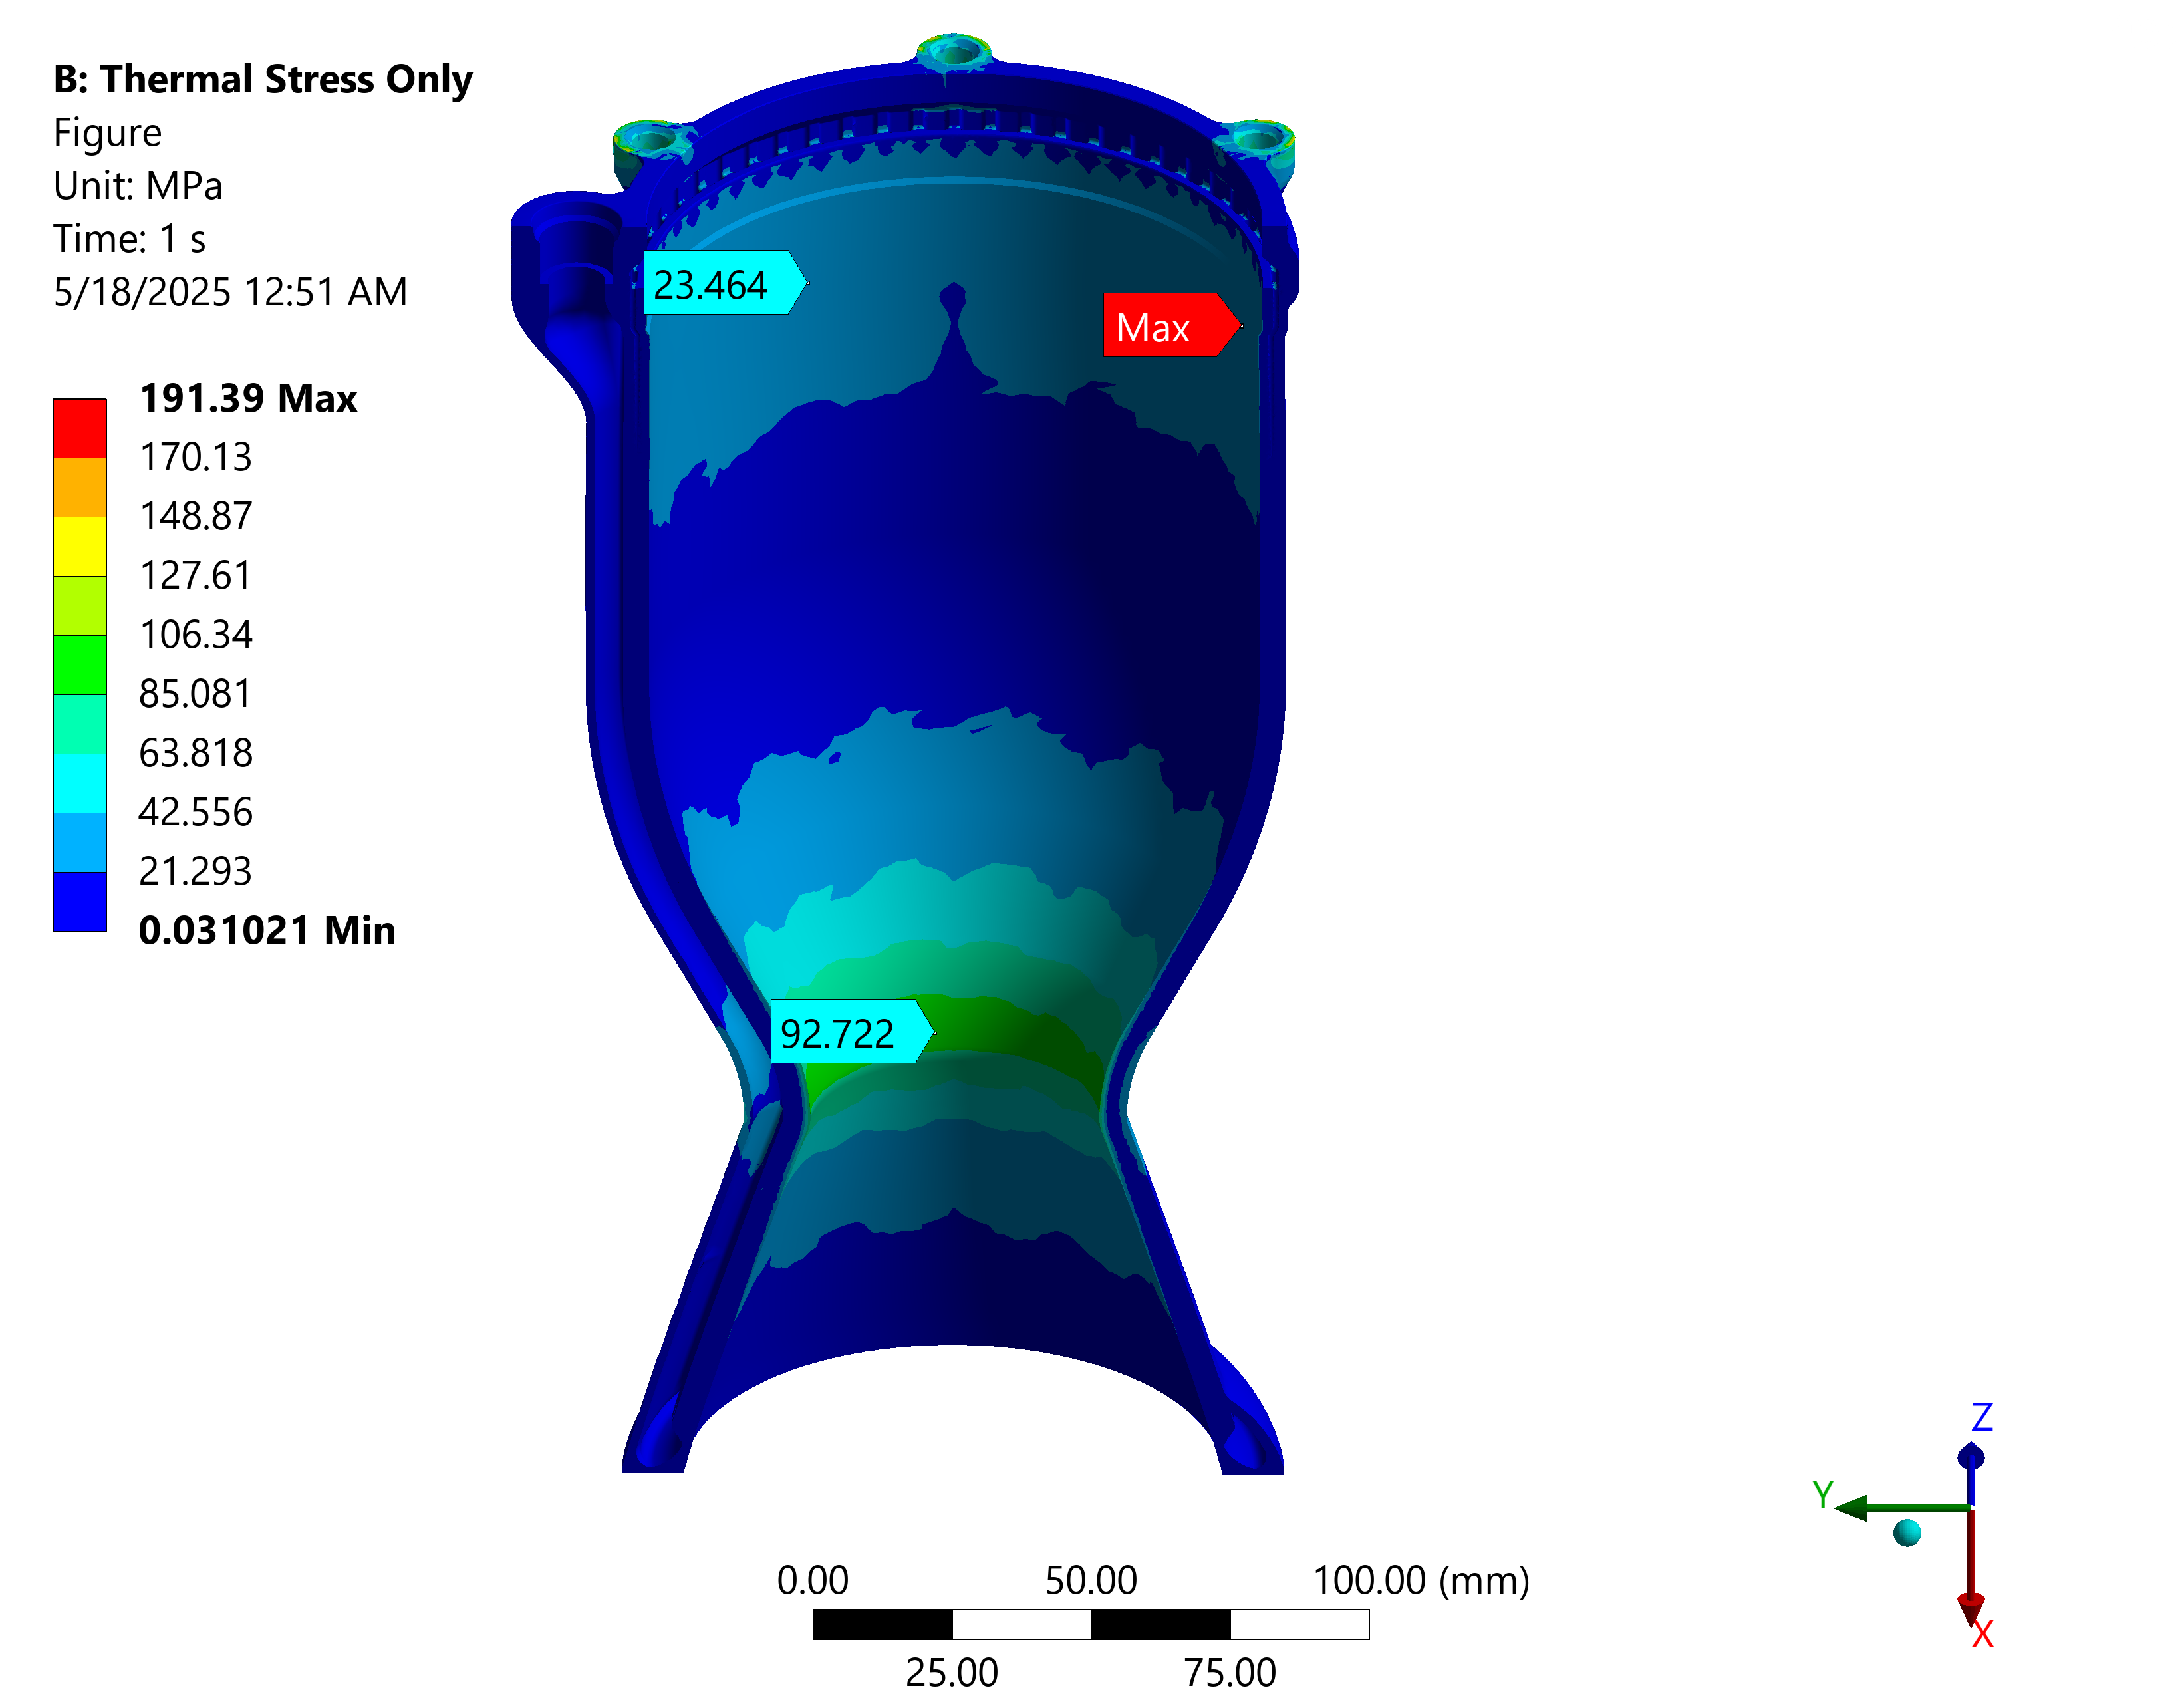 B: Thermal Stress Only
Figure
Unit: MPa
Time: 1 s
5/18/2025 12:51 AM
191.39 Max
170.13
148.87
127.61
106.34
85.081
63.818
42.556
21.293
0.031021 Min
23.464
Max
92.722
0.00 50.00 100.00 (mm)
25.00 75.00
Z
Y
X